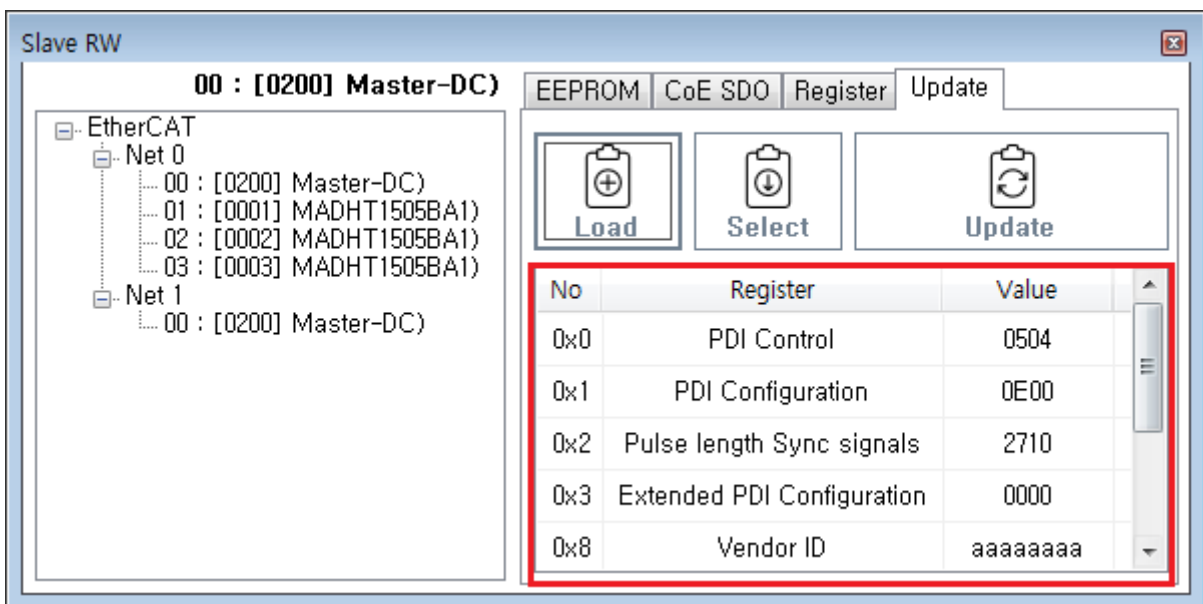 Slave RW
00 : [0200] Master-DC)
EtherCAT
Net 0
00 : [0200] Master-DC)
01 : [0001] MADHT1505BA1)
02 : [0002] MADHT1505BA1)
03 : [0003] MADHT1505BA1)
Net 1
00 : [0200] Master-DC)
EEPROM CoE SDO Register Update
Load Select Update
No Register Value
0x0 PDI Control 0504
0x1 PDI Configuration 0E00
0x2 Pulse length Sync signals 2710
0x3 Extended PDI Configuration 0000
0x8 Vendor ID aaaaaaaa